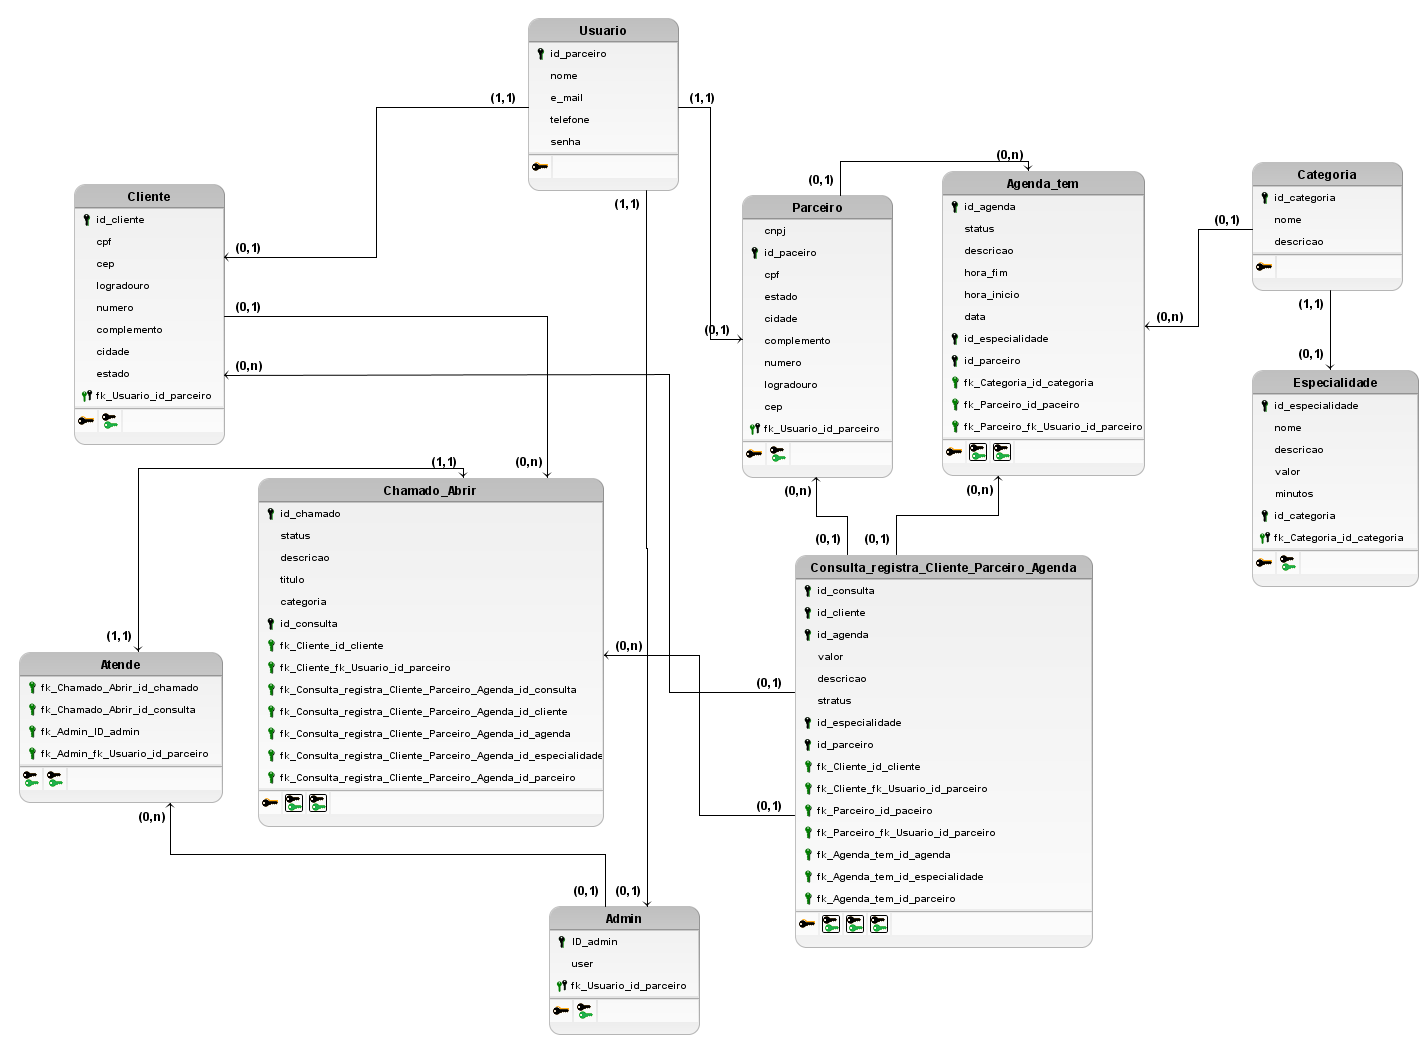 Usuario
id_parceiro
nome
e_mail
telefone
senha
(1,1)
(1,1)
(1,1)
Cliente
id_cliente
cpf
cep
logradouro
numero
complemento
cidade
estado
fk_Usuario_id_parceiro
(0,1)
(0,1)
(0,n)
Parceiro
cnpj
id_paceiro
cpf
estado
cidade
complemento
numero
logradouro
cep
fk_Usuario_id_parceiro
(0,1)
(0,1)
(0,n)
(0,n)
Agenda_tem
id_agenda
status
descricao
hora_fim
hora_inicio
data
id_especialidade
id_parceiro
fk_Categoria_id_categoria
fk_Parceiro_id_paceiro
fk_Parceiro_fk_Usuario_id_parceiro
(0,n)
(0,n)
Categoria
id_categoria
nome
descricao
(0,1)
(1,1)
(0,1)
Especialidade
id_especialidade
nome
descricao
valor
minutos
id_categoria
fk_Categoria_id_categoria
(1,1)
(0,n)
Chamado_Abrir
id_chamado
status
descricao
titulo
categoria
id_consulta
fk_Cliente_id_cliente
fk_Cliente_fk_Usuario_id_parceiro
fk_Consulta_registra_Cliente_Parceiro_Agenda_id_consulta
fk_Consulta_registra_Cliente_Parceiro_Agenda_id_cliente
fk_Consulta_registra_Cliente_Parceiro_Agenda_id_agenda
fk_Consulta_registra_Cliente_Parceiro_Agenda_id_especialidade
fk_Consulta_registra_Cliente_Parceiro_Agenda_id_parceiro
(0,n)
(0,1)
(0,1)
Consulta_registra_Cliente_Parceiro_Agenda
id_consulta
id_cliente
id_agenda
valor
descricao
stratus
id_especialidade
id_parceiro
fk_Cliente_id_cliente
fk_Cliente_fk_Usuario_id_parceiro
fk_Parceiro_id_paceiro
fk_Parceiro_fk_Usuario_id_parceiro
fk_Agenda_tem_id_agenda
fk_Agenda_tem_id_especialidade
fk_Agenda_tem_id_parceiro
(0,1)
(0,1)
(1,1)
Atende
fk_Chamado_Abrir_id_chamado
fk_Chamado_Abrir_id_consulta
fk_Admin_ID_admin
fk_Admin_fk_Usuario_id_parceiro
(0,n)
(0,1)
(0,1)
Admin
ID_admin
user
fk_Usuario_id_parceiro